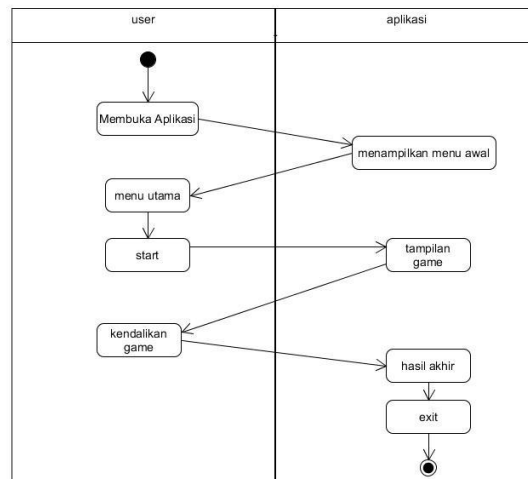 user
aplikasi
Membuka Aplikasi
menampilkan menu awal
menu utama
start
tampilan
game
kendalikan
game
hasil akhir
exit